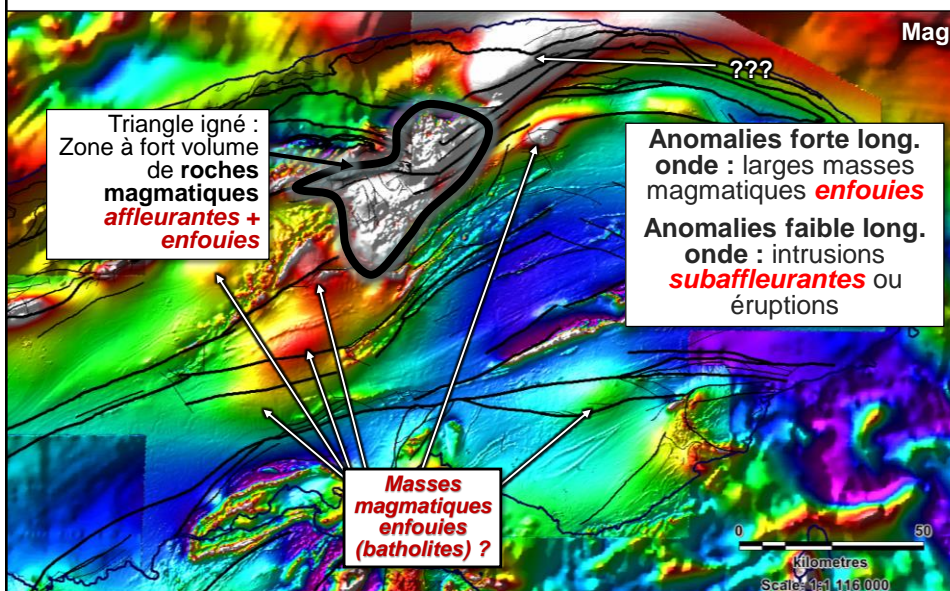 Mag
???
Triangle igné :
Zone à fort volume
de roches
magmatiques
affleurantes +
enfouies
Anomalies forte long.
onde : larges masses
magmatiques enfouies
Anomalies faible long.
onde : intrusions
subaffleurantes ou
éruptions
Masses
magmatiques
enfouies
(batholites) ?
0 50
kilometres
Scale: 1:1 116 000